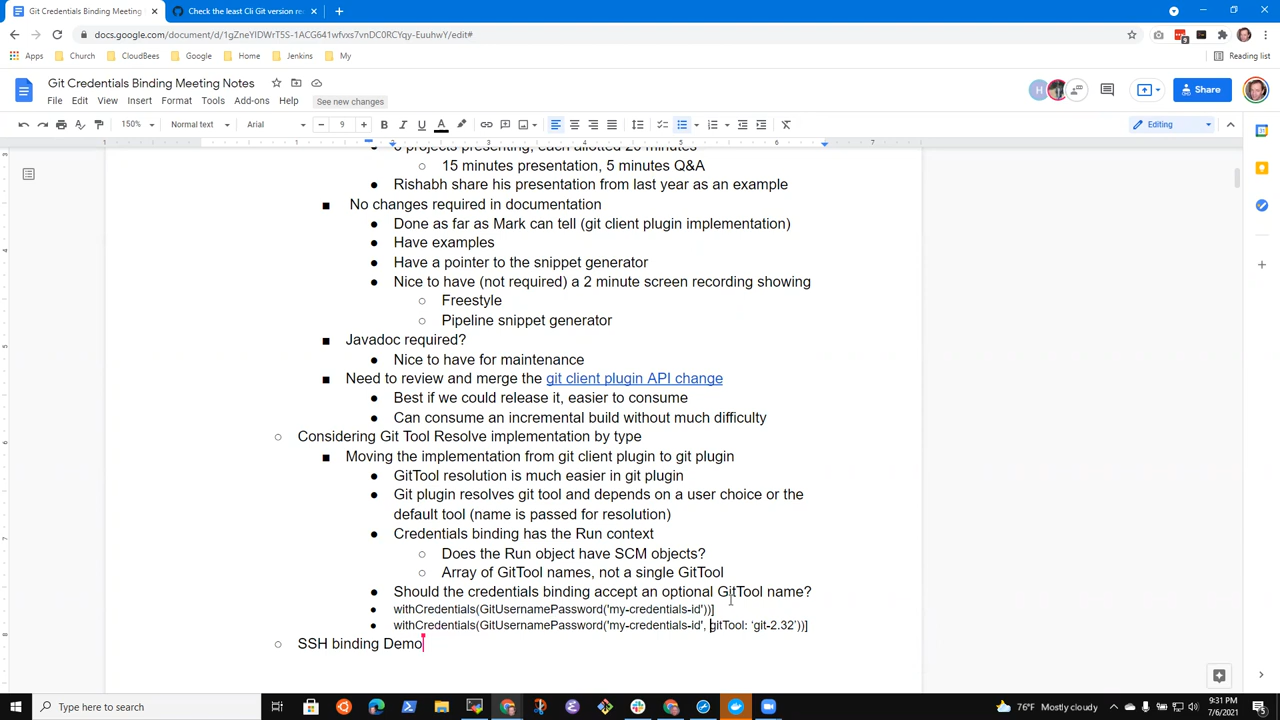 Git Credentials Binding Meeting
Check the least Cli Git version re
docs.google.com/document/d/1gZneYIDWrT5S-1ACG641wfvxs7vnDC0RCYqy-EuuhwY/edit#
Apps
Church
CloudBees
Google
Home
Jenkins
My
Reading list
Git Credentials Binding Meeting Notes
File Edit View Insert Format Tools Add-ons Help See new changes
H
Share
150% Normal text Arial 9 Editing
15 minutes presentation, 5 minutes Q&A
Rishabh share his presentation from last year as an example
No changes required in documentation
Done as far as Mark can tell (git client plugin implementation)
Have examples
Have a pointer to the snippet generator
Nice to have (not required) a 2 minute screen recording showing
Freestyle
Pipeline snippet generator
Javadoc required?
Nice to have for maintenance
Need to review and merge the git client plugin API change
Best if we could release it, easier to consume
Can consume an incremental build without much difficulty
Considering Git Tool Resolve implementation by type
Moving the implementation from git client plugin to git plugin
GitTool resolution is much easier in git plugin
Git plugin resolves git tool and depends on a user choice or the
default tool (name is passed for resolution)
Credentials binding has the Run context
Does the Run object have SCM objects?
Array of GitTool names, not a single GitTool
Should the credentials binding accept an optional GitTool name?
withCredentials(GitUsernamePassword('my-credentials-id'))]
withCredentials(GitUsernamePassword('my-credentials-id', gitTool: 'git-2.32'))]
SSH binding Demo
Type here to search
76°F Mostly cloudy
9:31 PM
7/6/2021